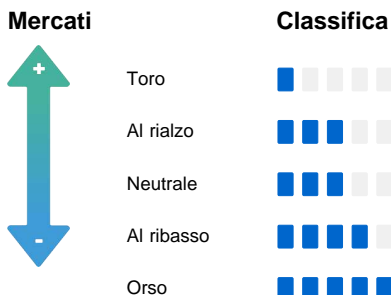 Mercati Classifica
+
Toro
Al rialzo
Neutrale
Al ribasso
-
Orso